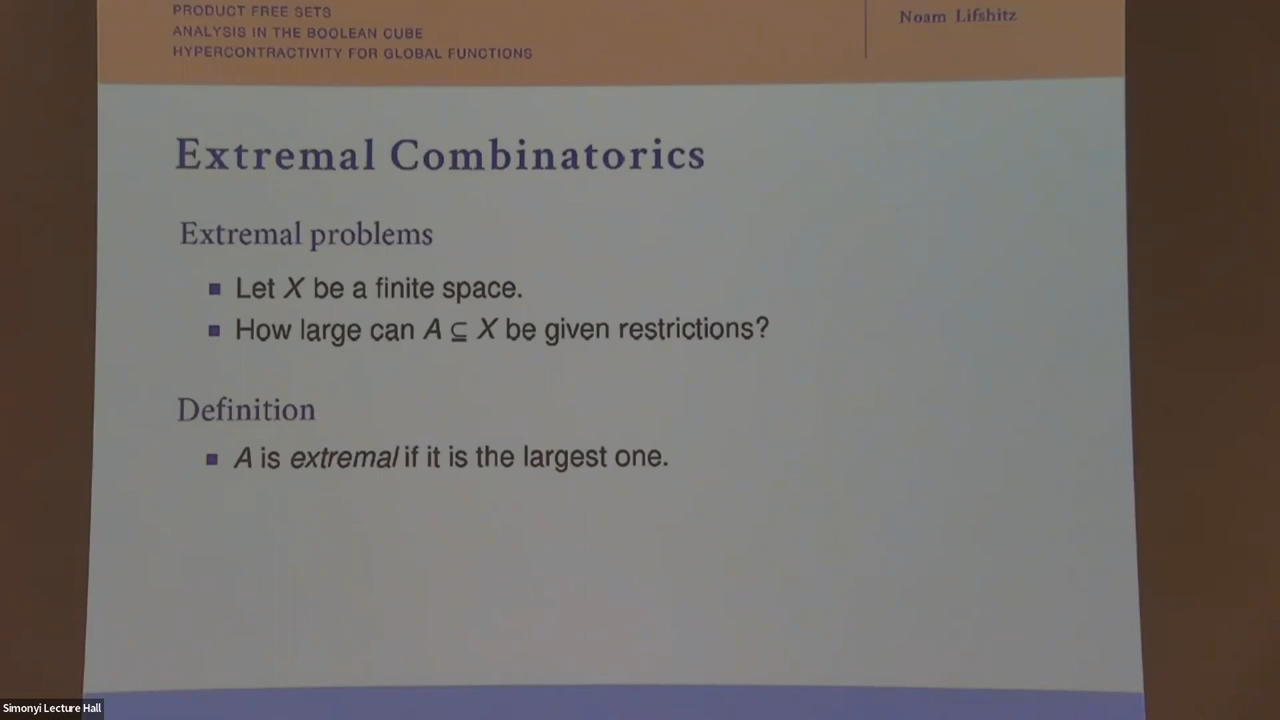 PRODUCT FREE SETS
ANALYSIS IN THE BOOLEAN CUBE
HYPERCONTRACTIVITY FOR GLOBAL FUNCTIONS
Noam Lifshitz
Extremal Combinatorics
Extremal problems
Let X be a finite space.
How large can A ⊆ X be given restrictions?
Definition
A is extremal if it is the largest one.
Simonyi Lecture Hall